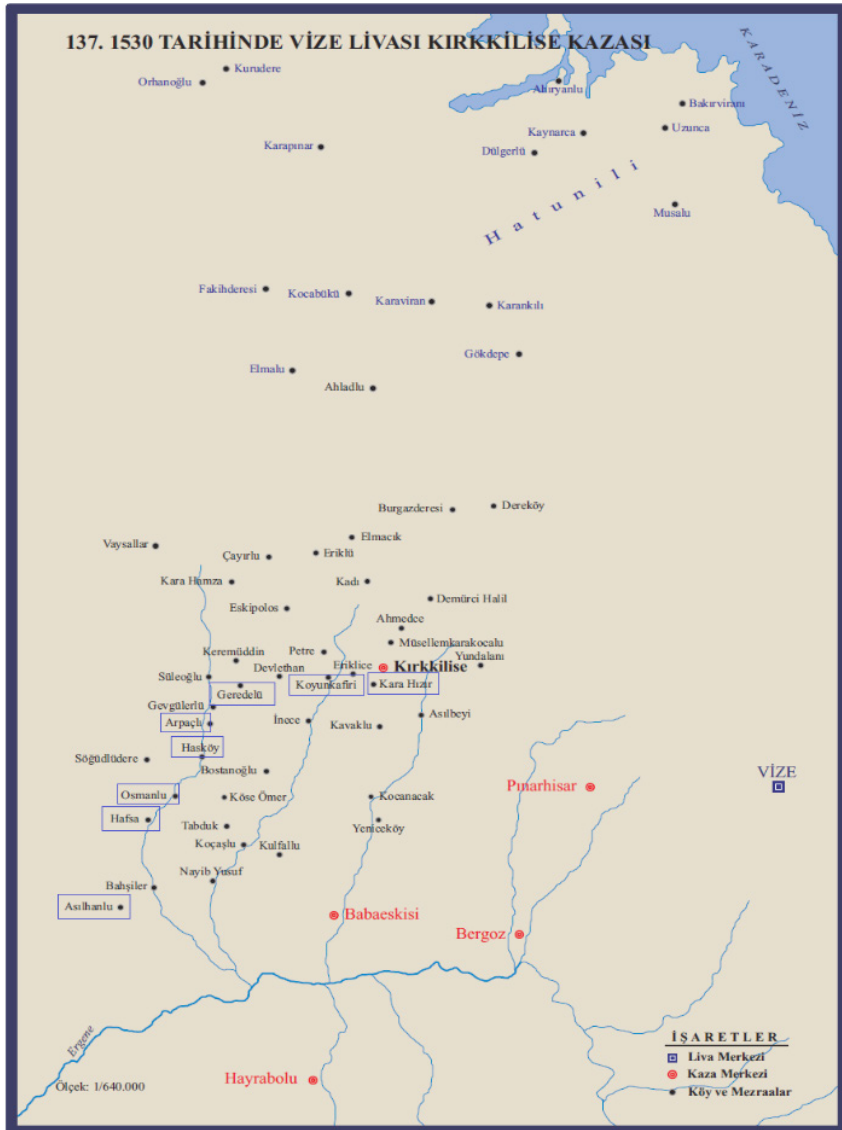 137. 1530 TARİHİNDE VİZE LİVASI KIRKKİLİSE KAZASI
KARADENİZ
Kurudere
Orhanoğlu
Ahıryanlu
Bakırviranı
Uzunca
Kaynarca
Karapınar
Dülgerlü
Hatunili
Musalu
Fakihderesi
Kocabükü
Karaviran
Karankılı
Gökdepe
Elmalu
Ahladlu
Burgazderesi
Dereköy
Elmacık
Vaysallar
Eriklü
Çayırlu
Kara Hamza
Kadı
Demürci Halil
Eskipolos
Ahmedce
Müsellemkarakocalu
Petre
Keremüddin
Yundalanı
Kırkkilise
Eriklice
Devlethan
Süleoğlu
Koyunkafiri
Kara Hızır
Geredelü
Gevgülerlü
Asılbeyi
Arpaçlı
İnece
Kavaklu
Hasköy
Söğüdlüdere
Bostanoğlu
VİZE
Pınarhisar
Osmanlu
Köse Ömer
Kocanacak
Hafsa
Tabduk
Yeniceköy
Koçaşlu
Kulfallu
Nayib Yusuf
Bahşiler
Asılhanlu
Babaeskisi
Bergoz
Ergene
Hayrabolu
Ölçek: 1/640.000
İŞARETLER
Liva Merkezi
Kaza Merkezi
Köy ve Mezraalar